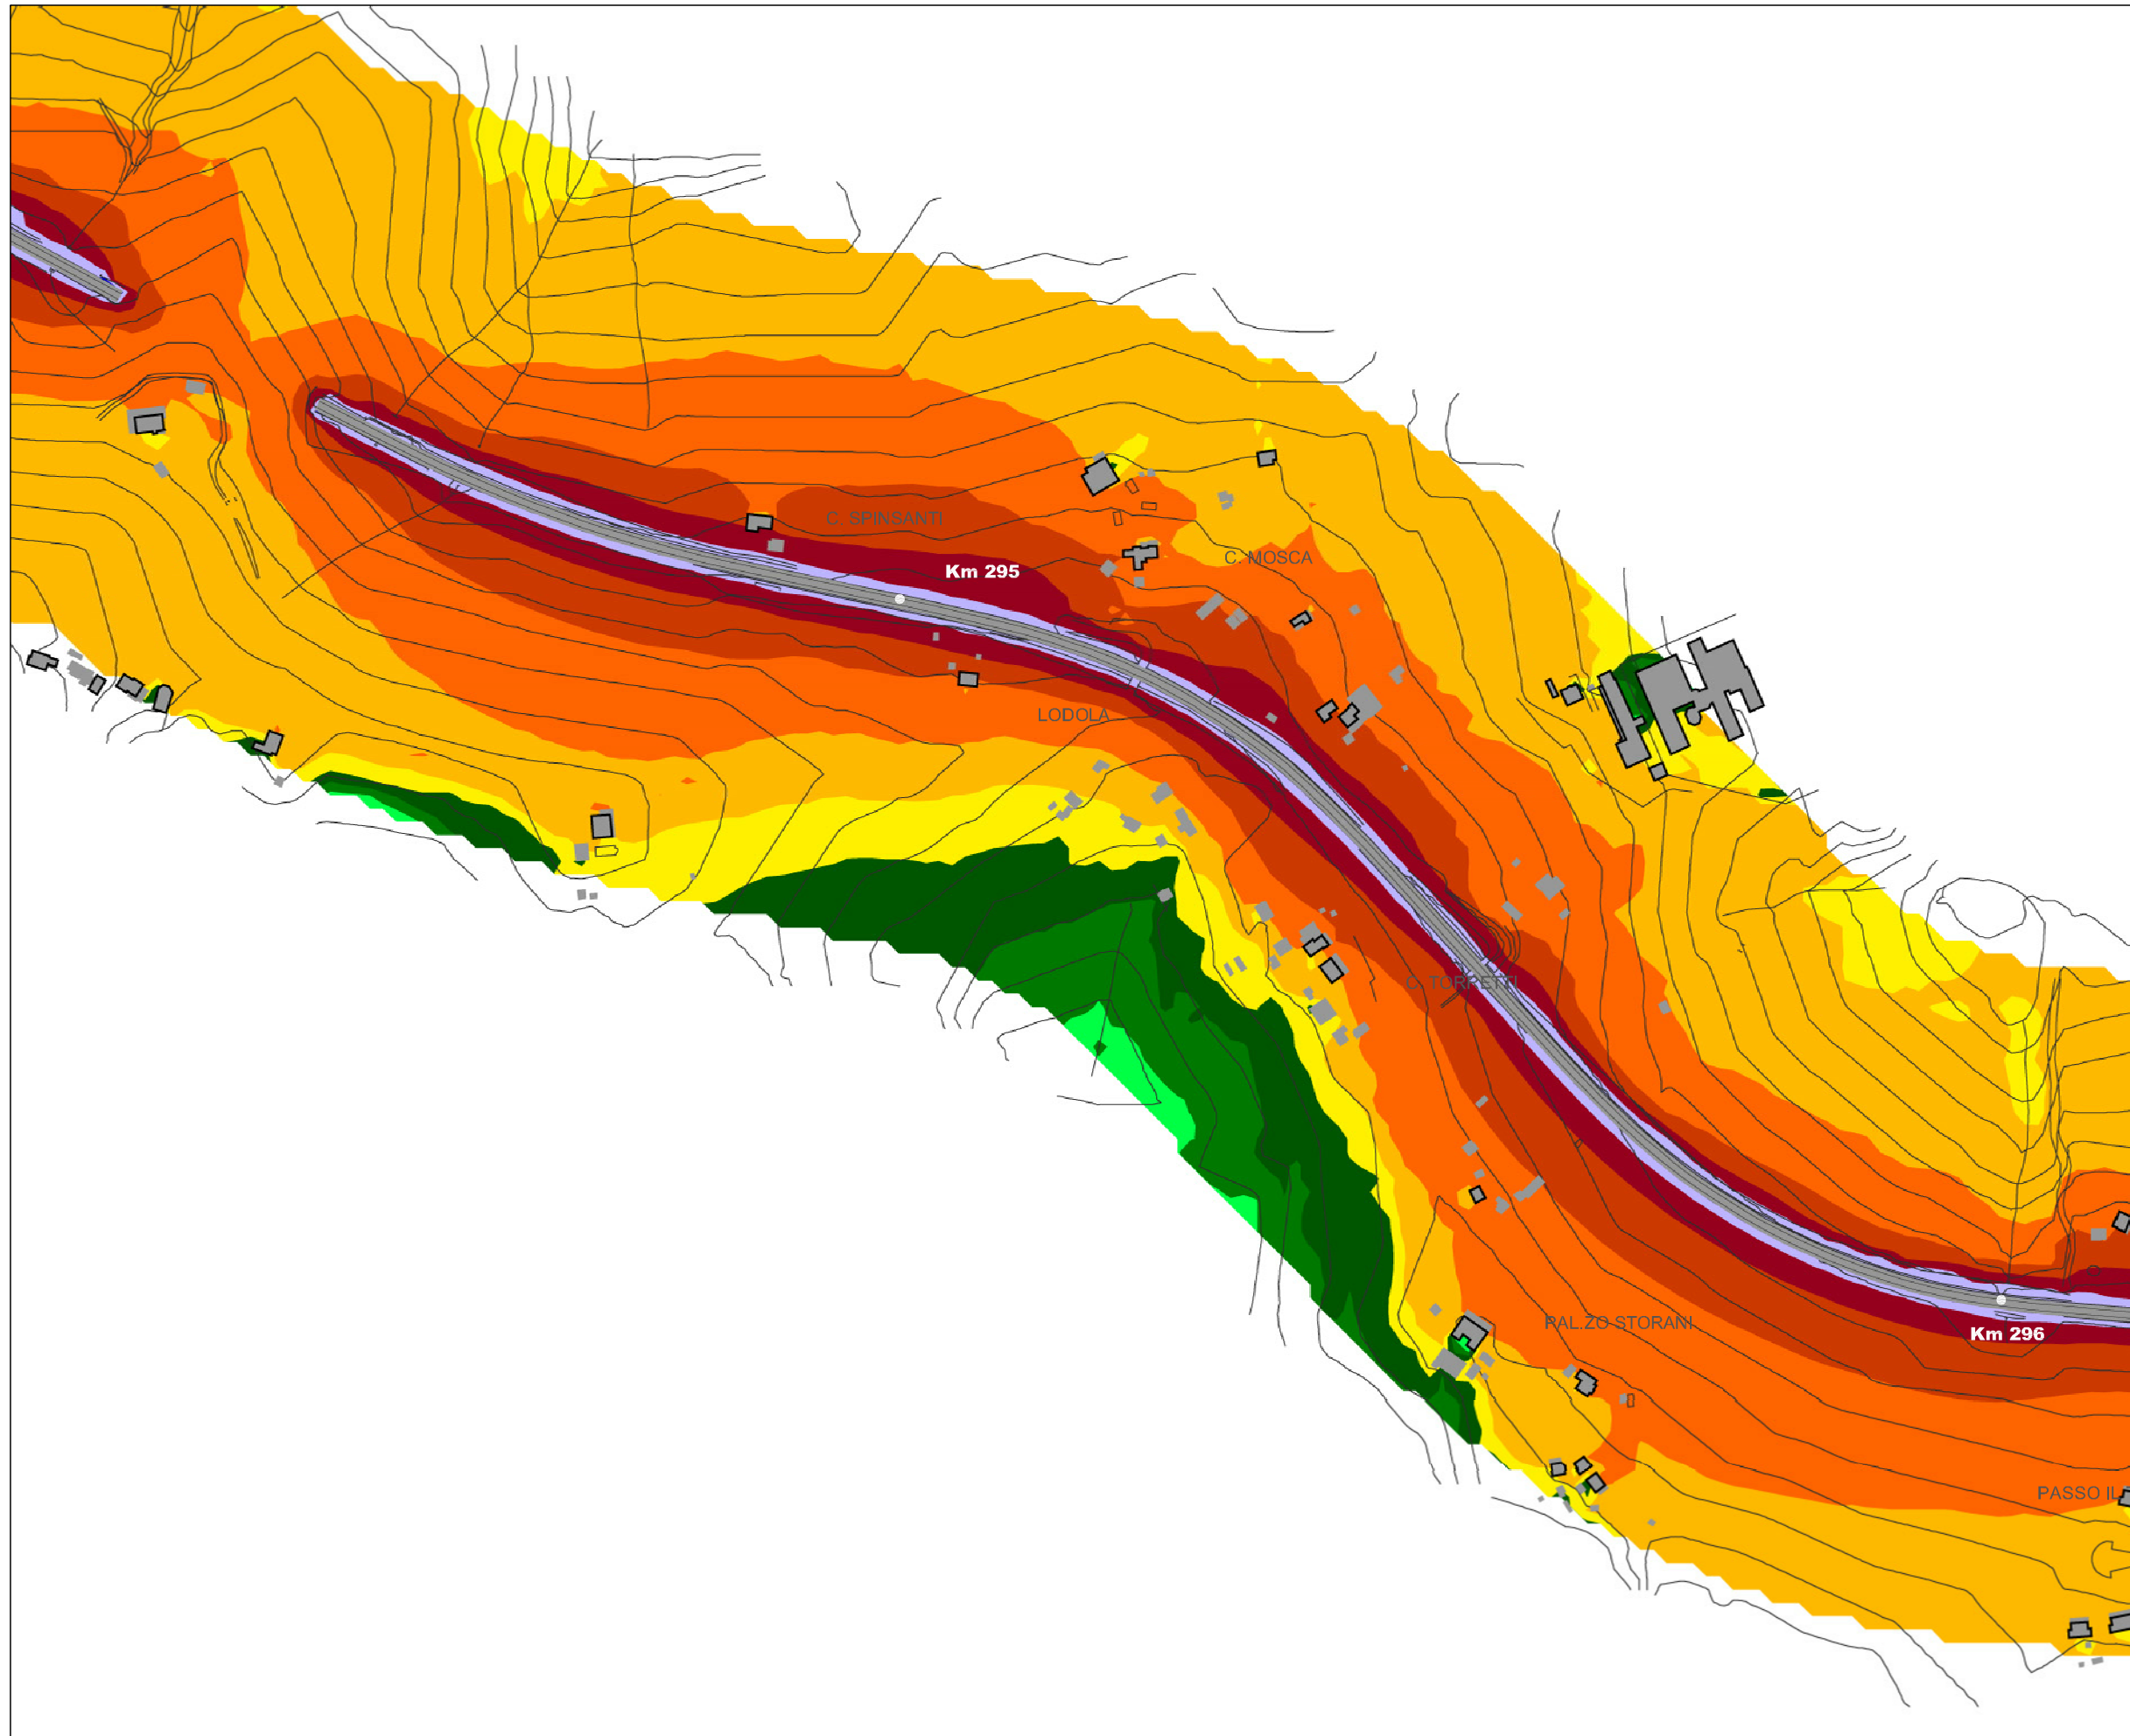 C. SPINSANTI
C. MOSCA
Km 295
LODOLA
C. TORRETTI
PAL.ZO STORANI
Km 296
PASSO IL